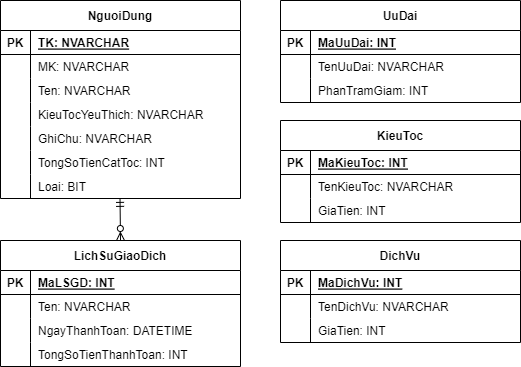 NguoiDung
PK TK: NVARCHAR
MK: NVARCHAR
Ten: NVARCHAR
KieuTocYeuThich: NVARCHAR
GhiChu: NVARCHAR
TongSoTienCatToc: INT
Loai: BIT
LichSuGiaoDich
PK MaLSGD: INT
Ten: NVARCHAR
NgayThanhToan: DATETIME
TongSoTienThanhToan: INT
UuDai
PK MaUuDai: INT
TenUuDai: NVARCHAR
PhanTramGiam: INT
KieuToc
PK MaKieuToc: INT
TenKieuToc: NVARCHAR
GiaTien: INT
DichVu
PK MaDichVu: INT
TenDichVu: NVARCHAR
GiaTien: INT